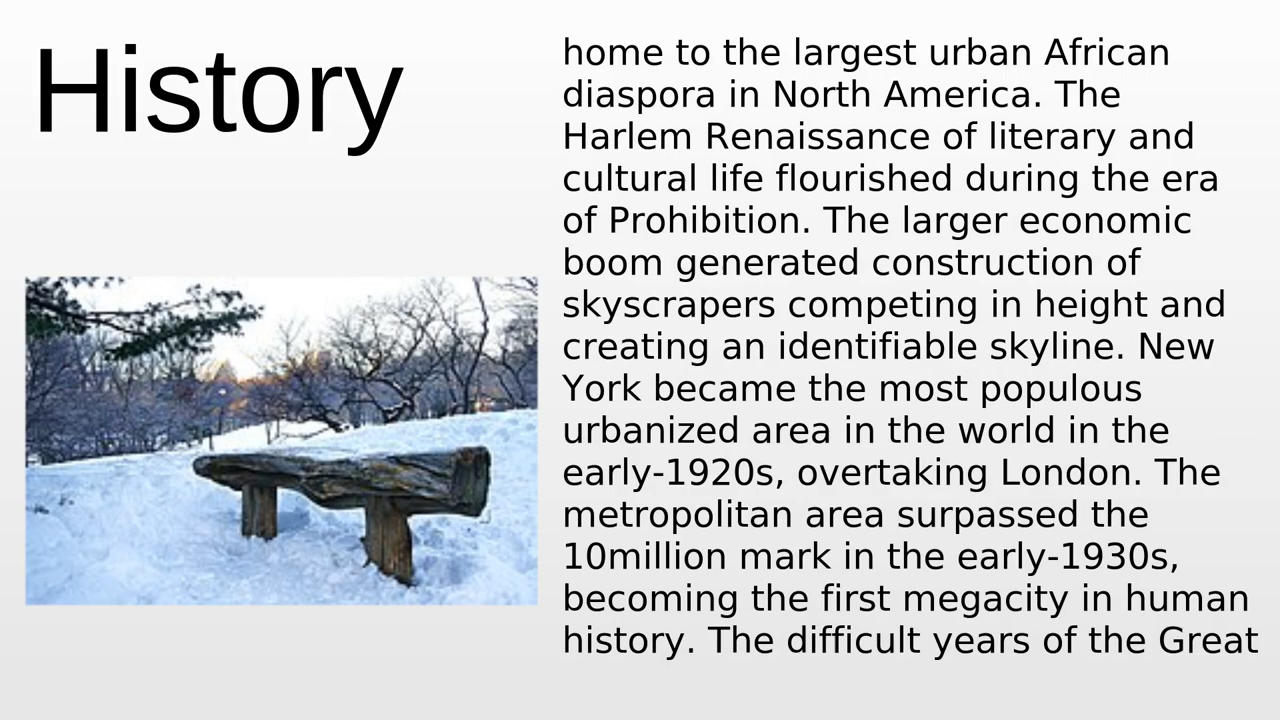 History
home to the largest urban African
diaspora in North America. The
Harlem Renaissance of literary and
cultural life flourished during the era
of Prohibition. The larger economic
boom generated construction of
skyscrapers competing in height and
creating an identifiable skyline. New
York became the most populous
urbanized area in the world in the
early-1920s, overtaking London. The
metropolitan area surpassed the
10million mark in the early-1930s,
becoming the first megacity in human
history. The difficult years of the Great